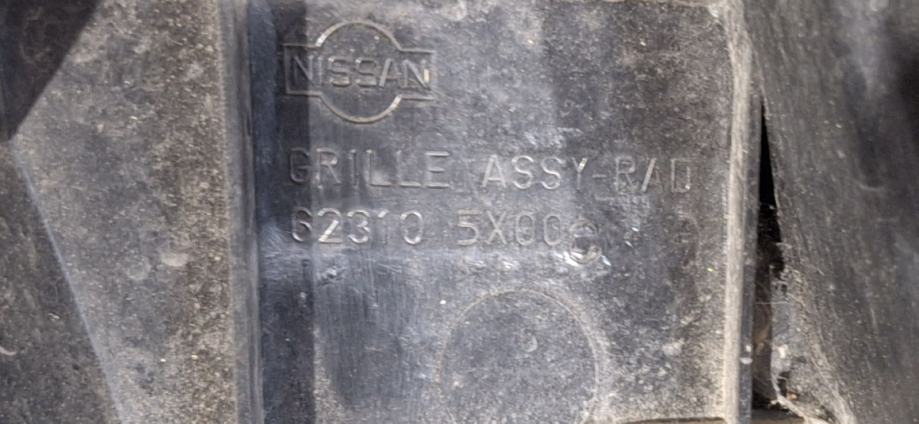 NISSAN
GRILLE ASSY-RAD
62310 5X00